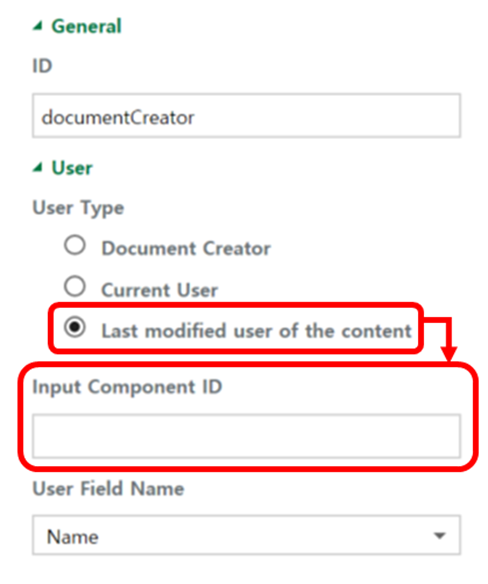 General
ID
documentCreator
User
User Type
Document Creator
Current User
Last modified user of the content
Input Component ID
User Field Name
Name